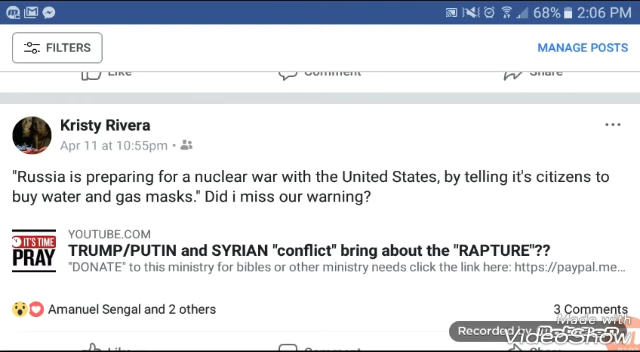 68% 2:06 PM
FILTERS
MANAGE POSTS
Like Comment Share
Kristy Rivera
Apr 11 at 10:55pm
"Russia is preparing for a nuclear war with the United States, by telling it's citizens to
buy water and gas masks." Did i miss our warning?
IT'S TIME
PRAY
YOUTUBE.COM
TRUMP/PUTIN and SYRIAN "conflict" bring about the "RAPTURE"??
"DONATE" to this ministry for bibles or other ministry needs click the link here: https://paypal.me...
Amanuel Sengal and 2 others
3 Comments
Made with
Recorded by
VideoShow
Like Comment